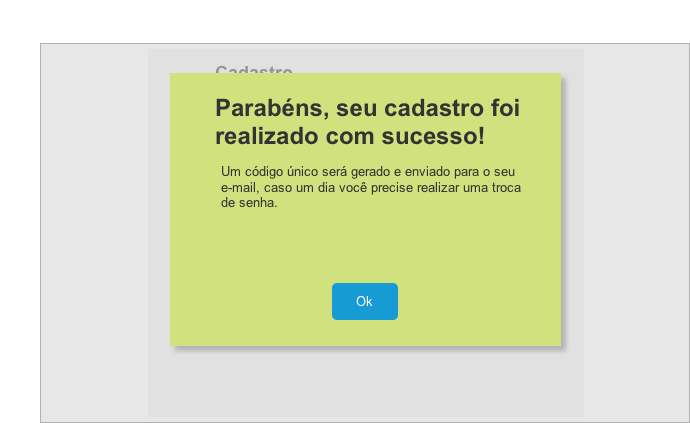 Cadastro
Parabéns, seu cadastro foi
realizado com sucesso!
Um código único será gerado e enviado para o seu
e-mail, caso um dia você precise realizar uma troca
de senha.
Ok